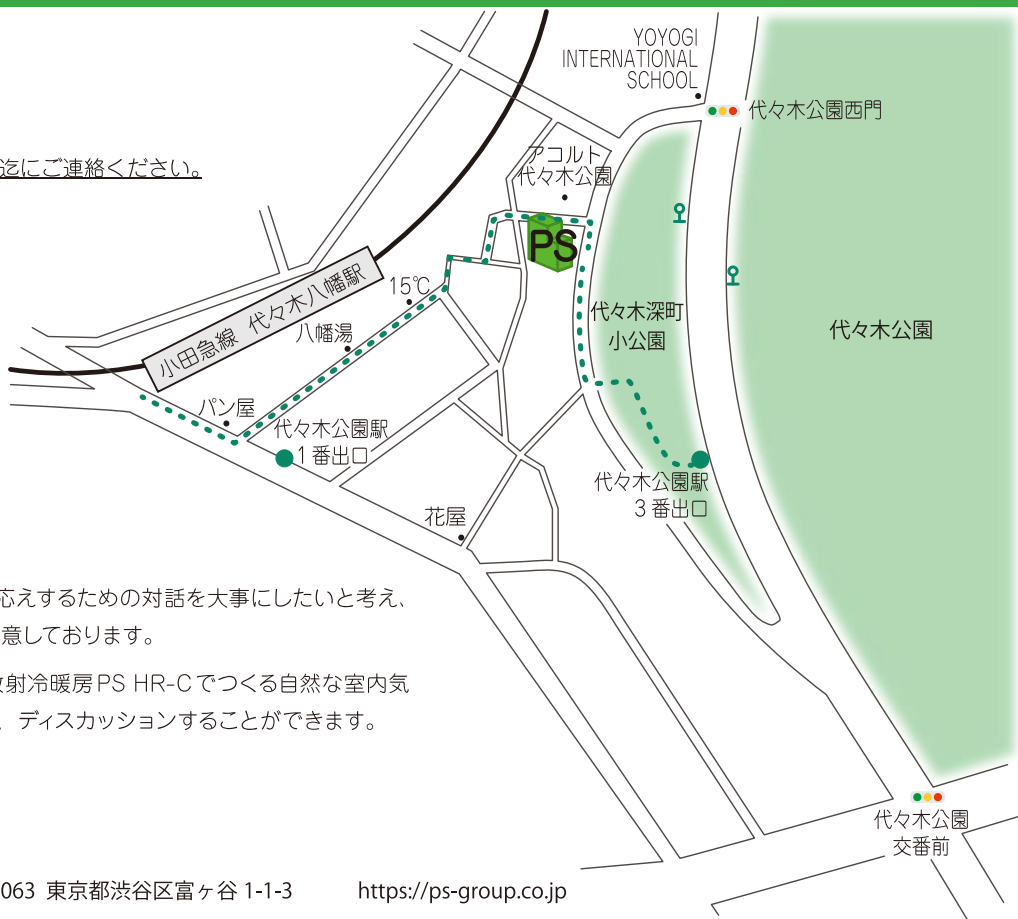 YOYOGI
INTERNATIONAL
SCHOOL
代々木公園西門
迄にご連絡ください。
アコルト
代々木公園
PS
15℃
小田急線 代々木八幡駅
八幡湯
代々木深町
小公園
代々木公園
パン屋
代々木公園駅
1番出口
代々木公園駅
3番出口
花屋
応えするための対話を大事にしたいと考え、
意しております。
放射冷暖房PS HR-Cでつくる自然な室内気
、ディスカッションすることができます。
代々木公園
交番前
063 東京都渋谷区富ヶ谷 1-1-3 https://ps-group.co.jp